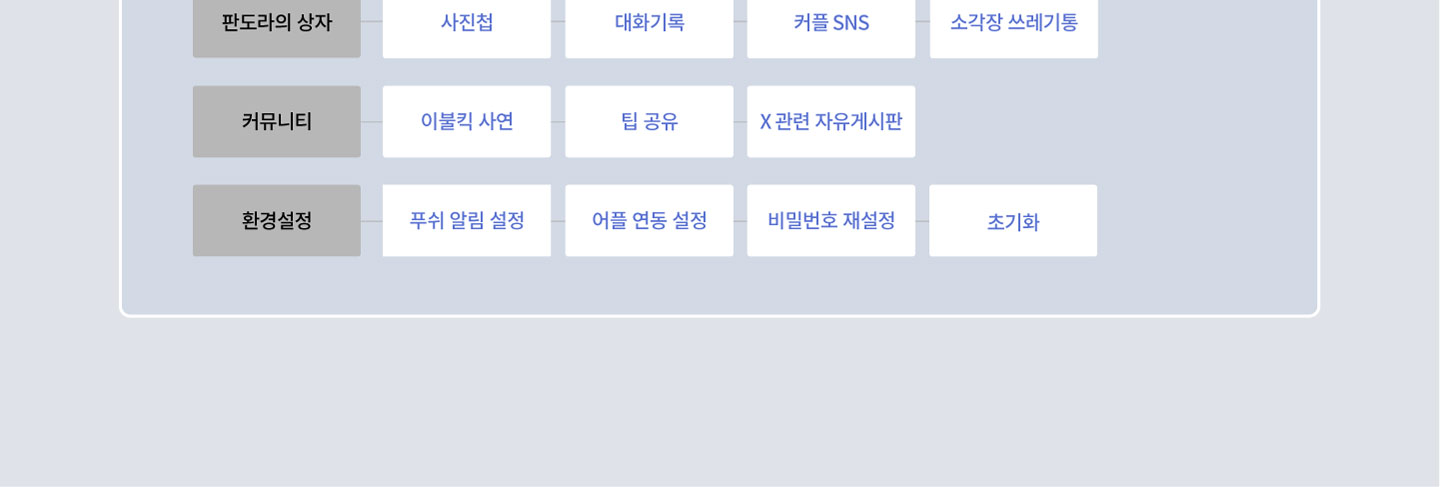 판도라의 상자 사진첩 대화기록 커플 SNS 소각장 쓰레기통
커뮤니티 이불킥 사연 팁 공유 X 관련 자유게시판
환경설정 푸쉬 알림 설정 어플 연동 설정 비밀번호 재설정 초기화